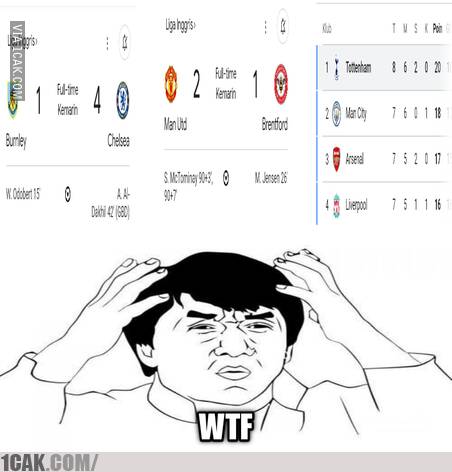 VIA 1CAK.COM
Liga Inggris›
1
Full-time
Kemarin
4
Burnley
Chelsea
W. Odobert 15'
A. Al-
Dakhil 42' (GBD)
Liga Inggris›
2
Full-time
Kemarin
1
Man Utd
Brentford
S. McTominay 90+3',
90+7'
M. Jensen 26'
Klub T M S K Poin
1 Tottenham 8 6 2 0 20
2 Man City 7 6 0 1 18
3 Arsenal 7 5 2 0 17
4 Liverpool 7 5 1 1 16
WTF
1CAK.COM/